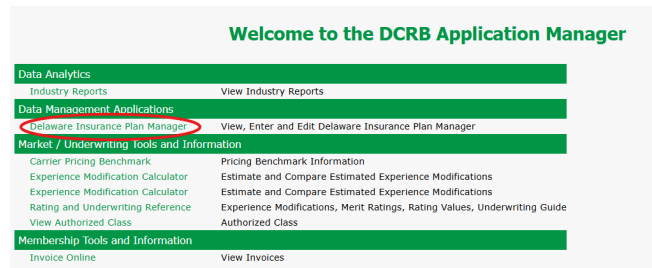 Welcome to the DCRB Application Manager
Data Analytics
Industry Reports View Industry Reports
Data Management Applications
Delaware Insurance Plan Manager View, Enter and Edit Delaware Insurance Plan Manager
Market / Underwriting Tools and Information
Carrier Pricing Benchmark Pricing Benchmark Information
Experience Modification Calculator Estimate and Compare Estimated Experience Modifications
Experience Modification Calculator Estimate and Compare Estimated Experience Modifications
Rating and Underwriting Reference Experience Modifications, Merit Ratings, Rating Values, Underwriting Guide
View Authorized Class Authorized Class
Membership Tools and Information
Invoice Online View Invoices